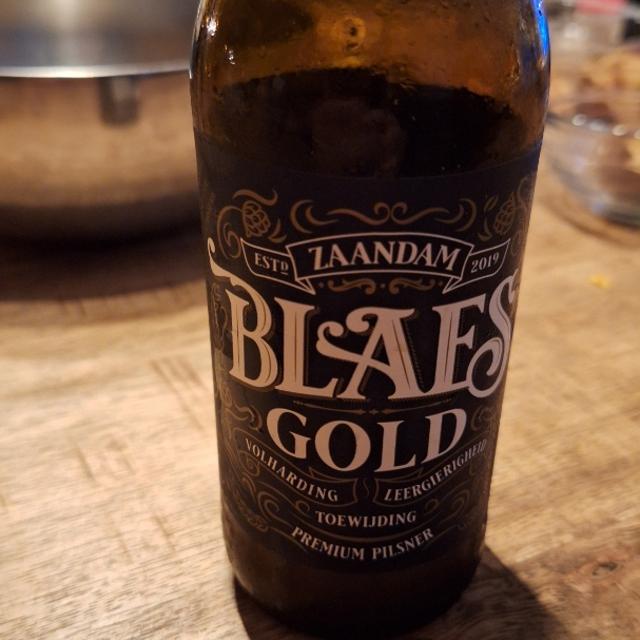 ESTD ZAANDAM 2019
BLAES
GOLD
VOLHARDING LEERGIERIGHEID
TOEWIJDING
PREMIUM PILSNER